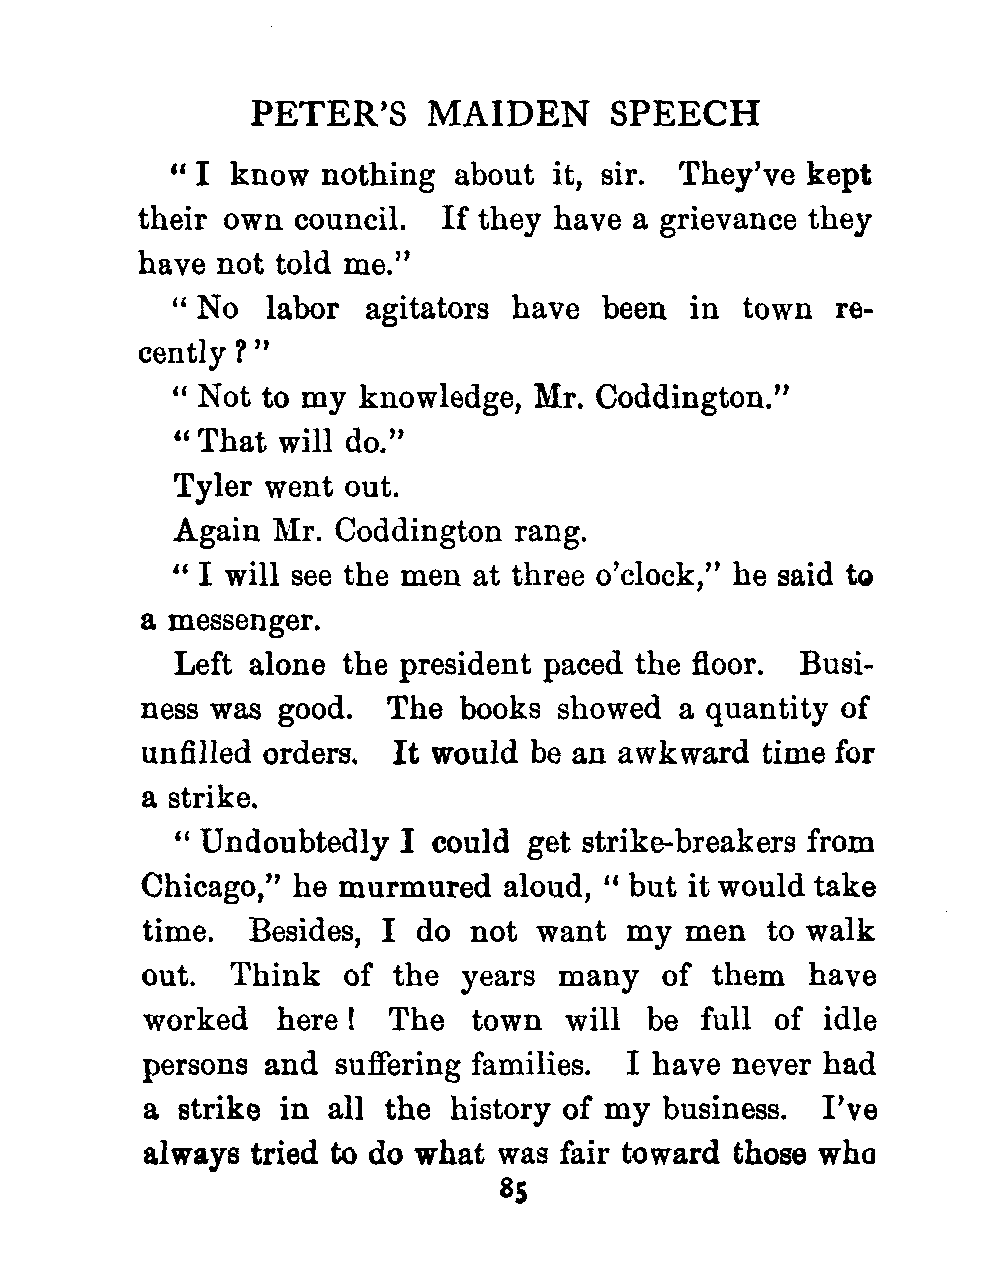 PETER'S MAIDEN SPEECH
“ I know nothing about it, sir. They've kept
their own council. If they have a grievance they
have not told me.”
“ No labor agitators have been in town re-
cently ? ”
“ Not to my knowledge, Mr. Coddington.”
“ That will do.”
Tyler went out.
Again Mr. Coddington rang.
“ I will see the men at three o'clock,” he said to
a messenger.
Left alone the president paced the floor. Busi-
ness was good. The books showed a quantity of
unfilled orders. It would be an awkward time for
a strike.
“ Undoubtedly I could get strike-breakers from
Chicago,” he murmured aloud, “ but it would take
time. Besides, I do not want my men to walk
out. Think of the years many of them have
worked here ! The town will be full of idle
persons and suffering families. I have never had
a strike in all the history of my business. I've
always tried to do what was fair toward those who
85